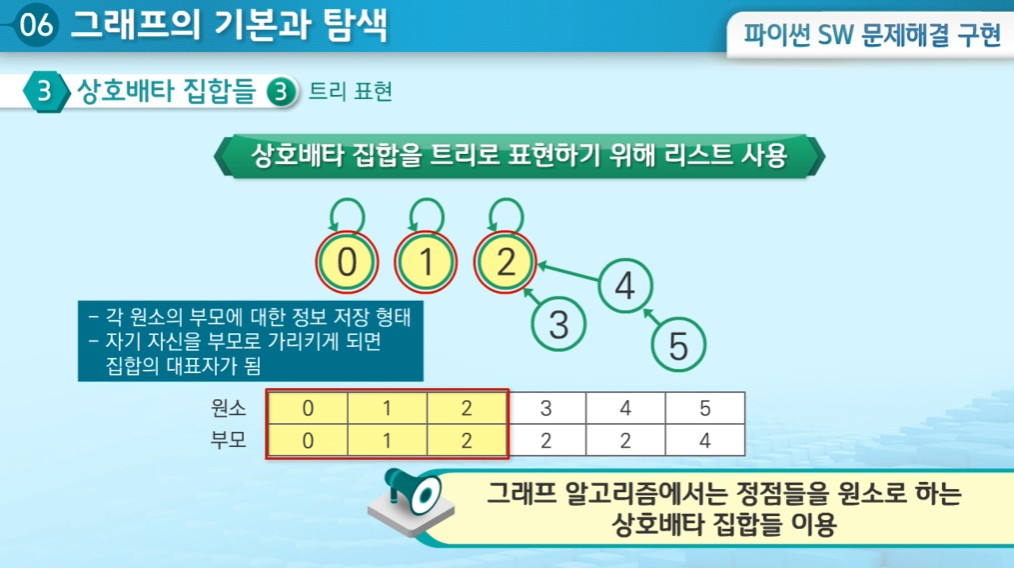 06 그래프의 기본과 탐색
파이썬 SW 문제해결 구현
3 상호배타 집합들 3 트리 표현
상호배타 집합을 트리로 표현하기 위해 리스트 사용
0 1 2
4
3
5
- 각 원소의 부모에 대한 정보 저장 형태
- 자기 자신을 부모로 가리키게 되면
집합의 대표자가 됨
원소 0 1 2 3 4 5
부모 0 1 2 2 2 4
그래프 알고리즘에서는 정점들을 원소로 하는
상호배타 집합들 이용